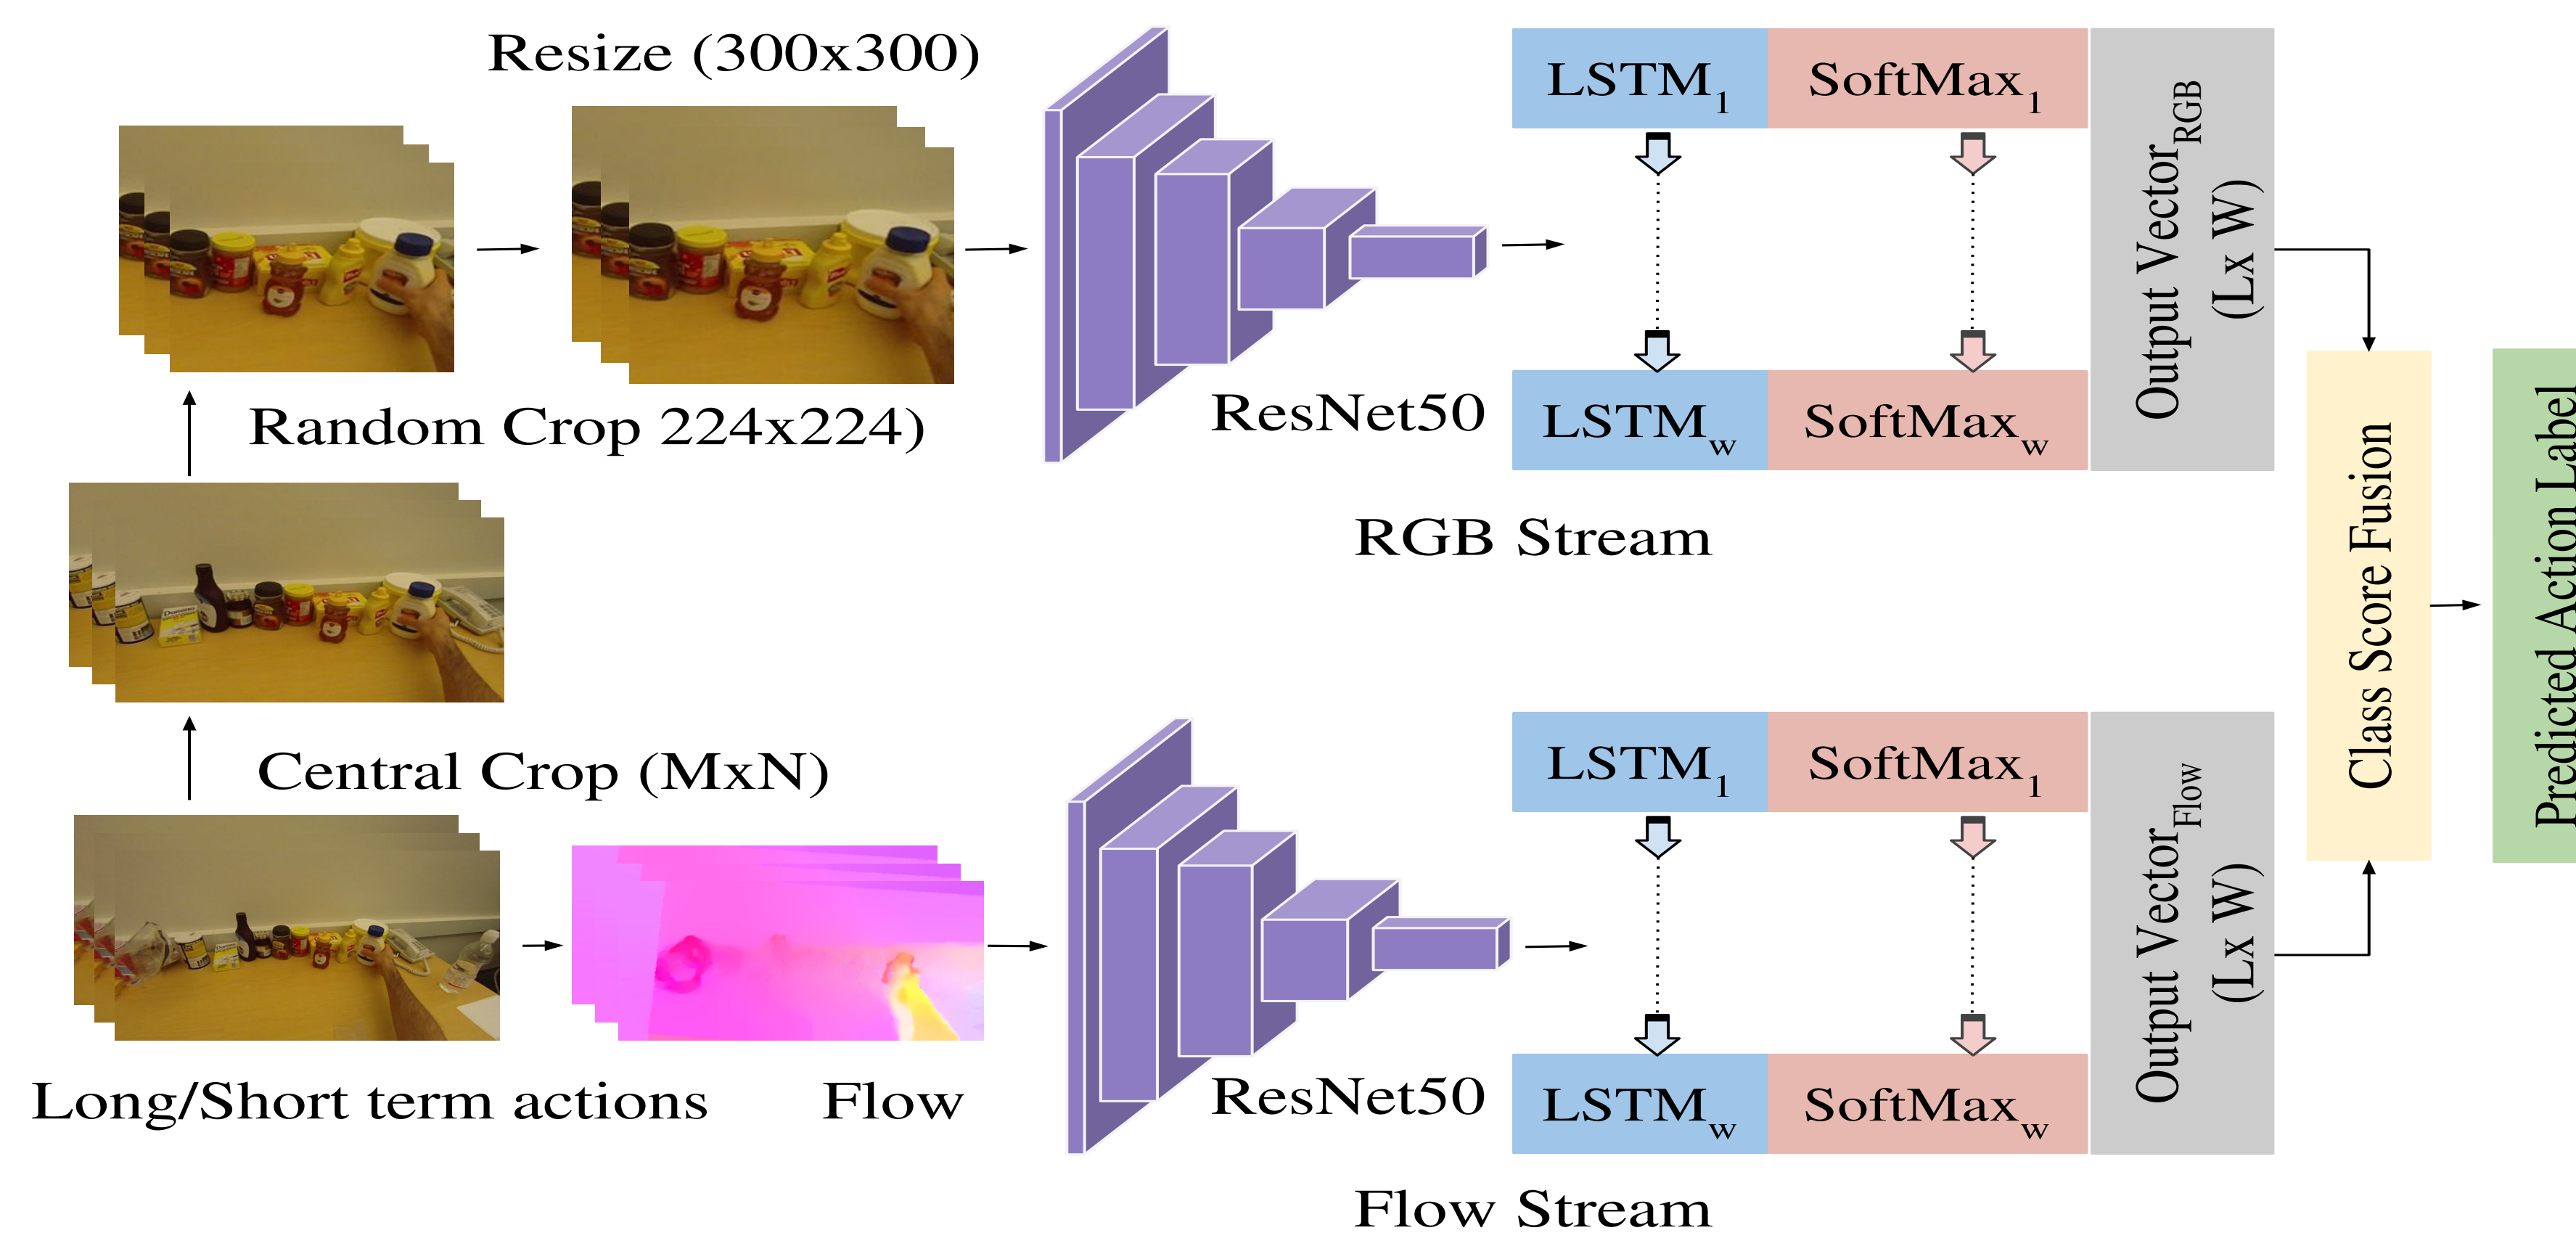 Resize (300x300)
Random Crop 224x224)
Central Crop (MxN)
Long/Short term actions
Flow
ResNet50
LSTM1
SoftMax1
LSTMw
SoftMaxw
Output VectorRGB
(Lx W)
RGB Stream
ResNet50
LSTM1
SoftMax1
LSTMw
SoftMaxw
Output VectorFlow
(Lx W)
Flow Stream
Class Score Fusion
Predicted Action Label